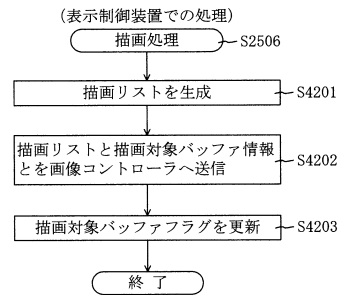 (表示制御装置での処理)
描画処理
S2506
描画リストを生成
S4201
描画リストと描画対象バッファ情報
とを画像コントローラへ送信
S4202
描画対象バッファフラグを更新
S4203
終 了